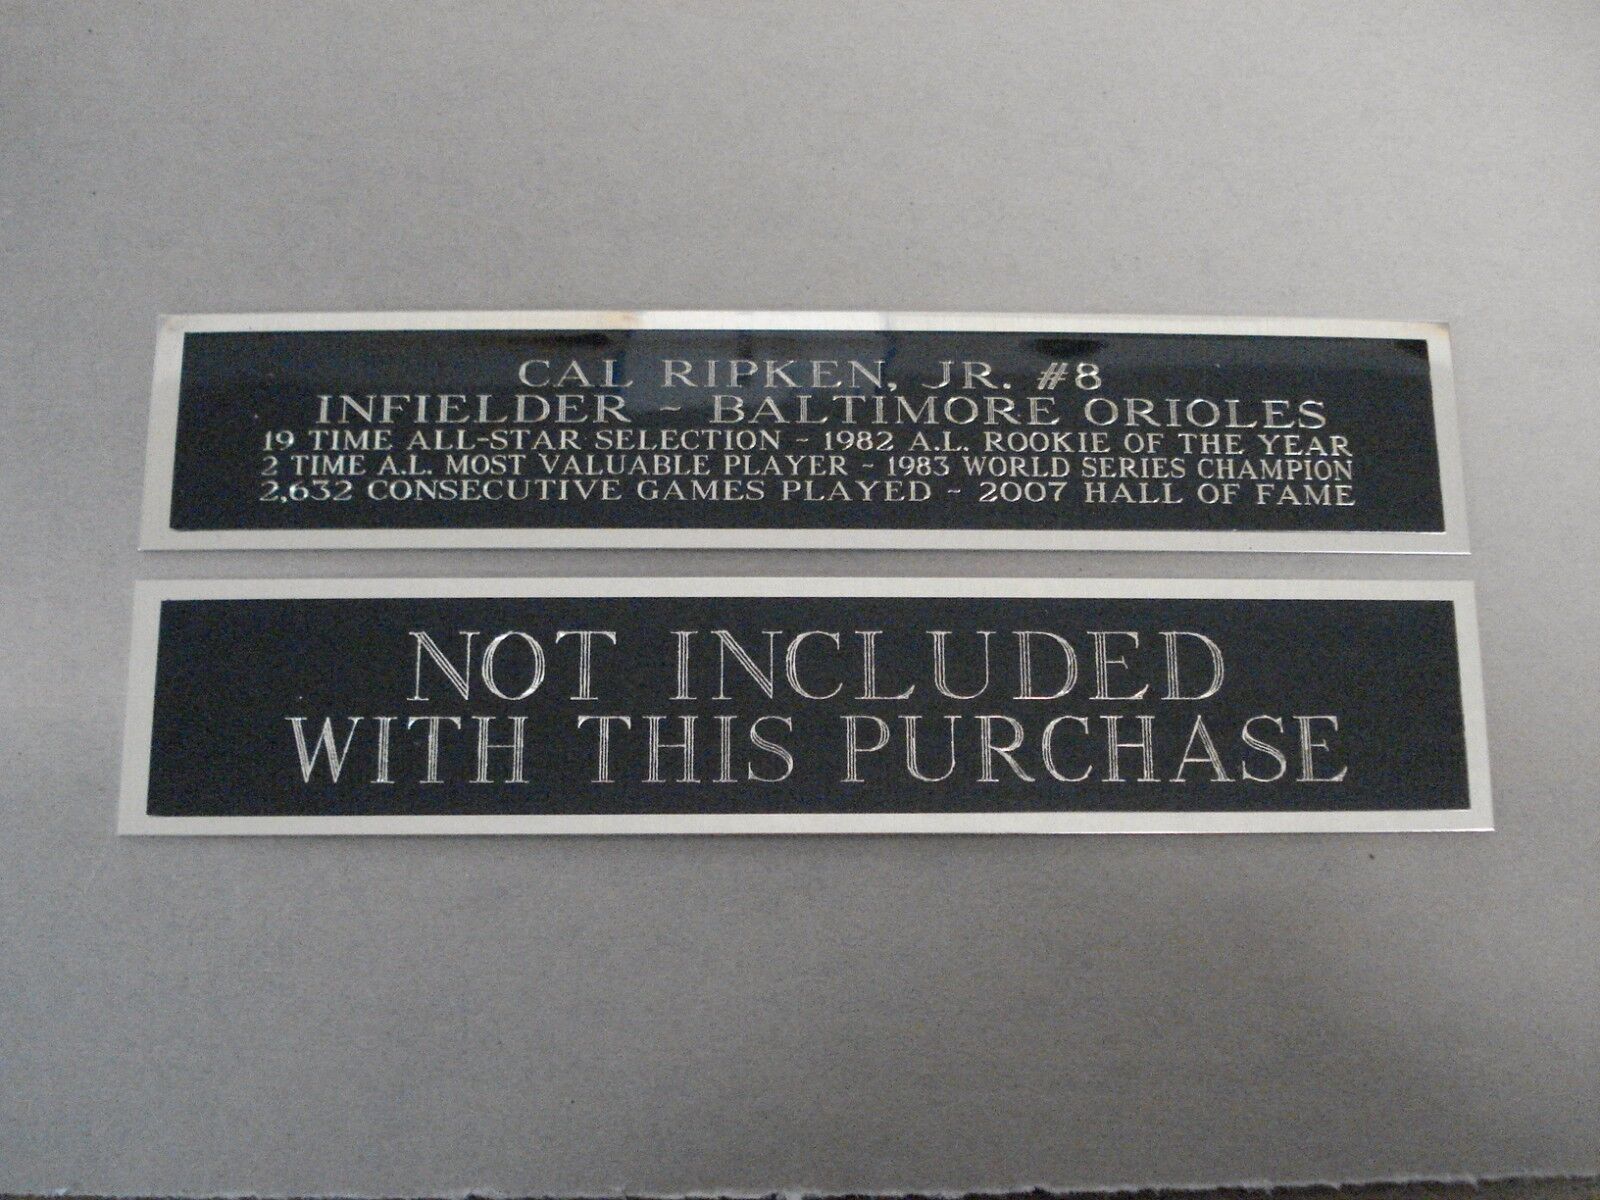 CAL RIPKEN, JR. #8
INFIELDER ~ BALTIMORE ORIOLES
19 TIME ALL-STAR SELECTION ~ 1982 A.L. ROOKIE OF THE YEAR
2 TIME A.L. MOST VALUABLE PLAYER ~ 1983 WORLD SERIES CHAMPION
2,632 CONSECUTIVE GAMES PLAYED ~ 2007 HALL OF FAME
NOT INCLUDED
WITH THIS PURCHASE